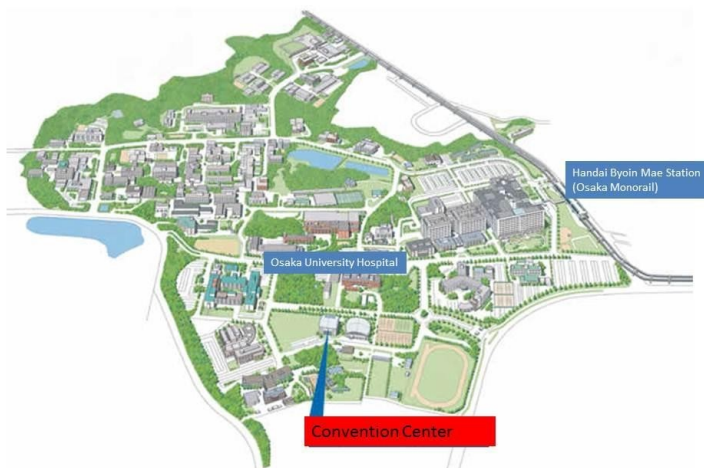 Handai Byoin Mae Station
(Osaka Monorail)
Osaka University Hospital
Convention Center